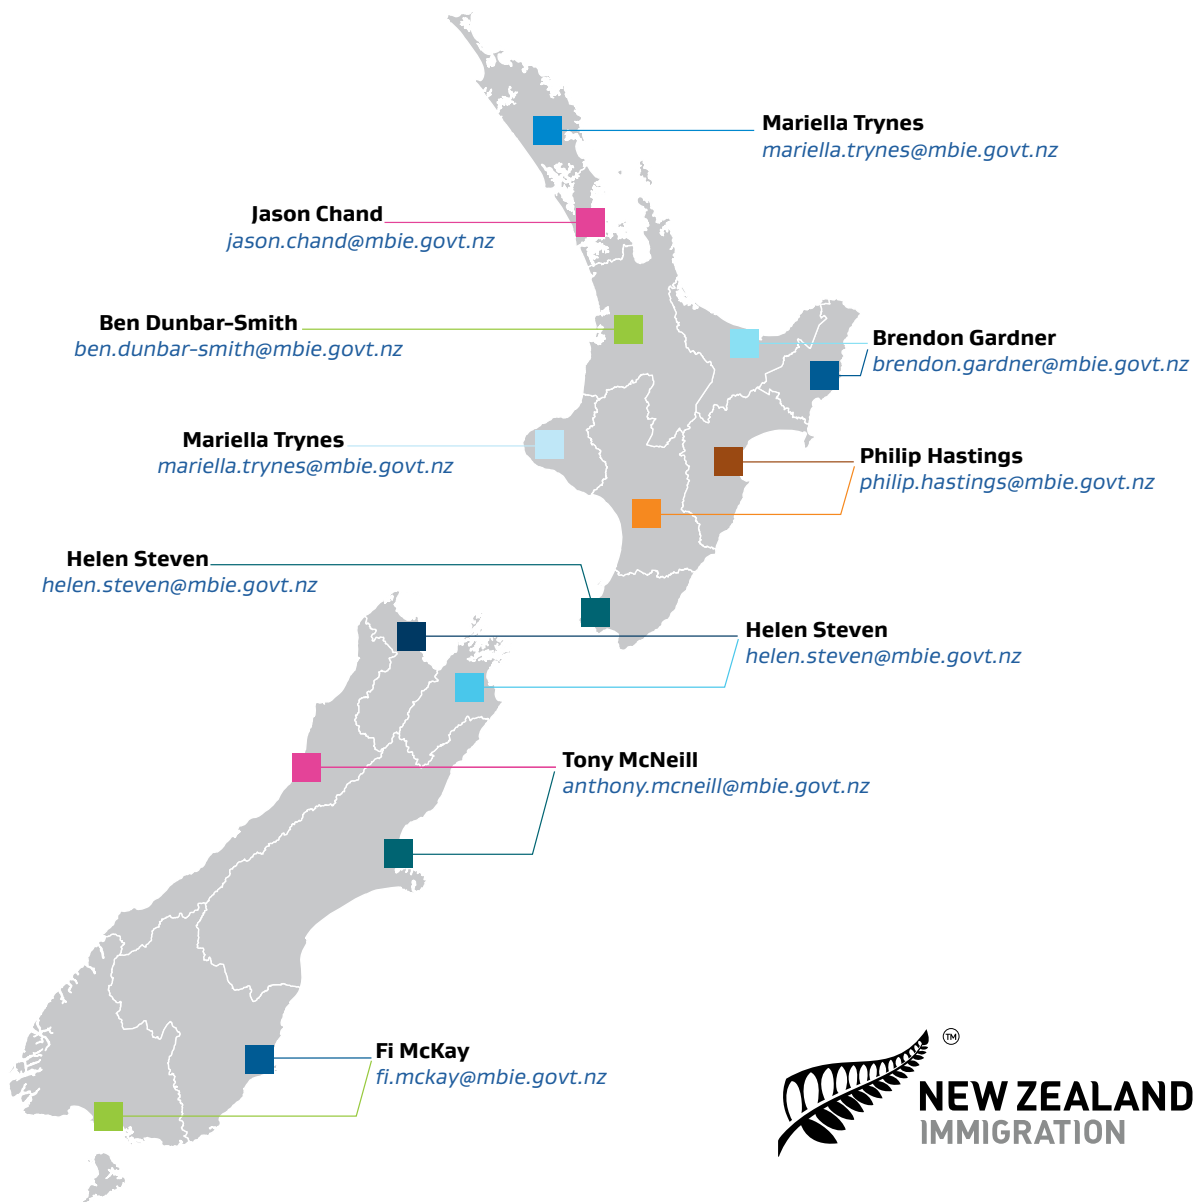 Mariella Trynes
mariella.trynes@mbie.govt.nz
Jason Chand
jason.chand@mbie.govt.nz
Ben Dunbar-Smith
ben.dunbar-smith@mbie.govt.nz
Brendon Gardner
brendon.gardner@mbie.govt.nz
Mariella Trynes
mariella.trynes@mbie.govt.nz
Philip Hastings
philip.hastings@mbie.govt.nz
Helen Steven
helen.steven@mbie.govt.nz
Helen Steven
helen.steven@mbie.govt.nz
Tony McNeill
anthony.mcneill@mbie.govt.nz
Fi McKay
fi.mckay@mbie.govt.nz
TM
NEW ZEALAND
IMMIGRATION